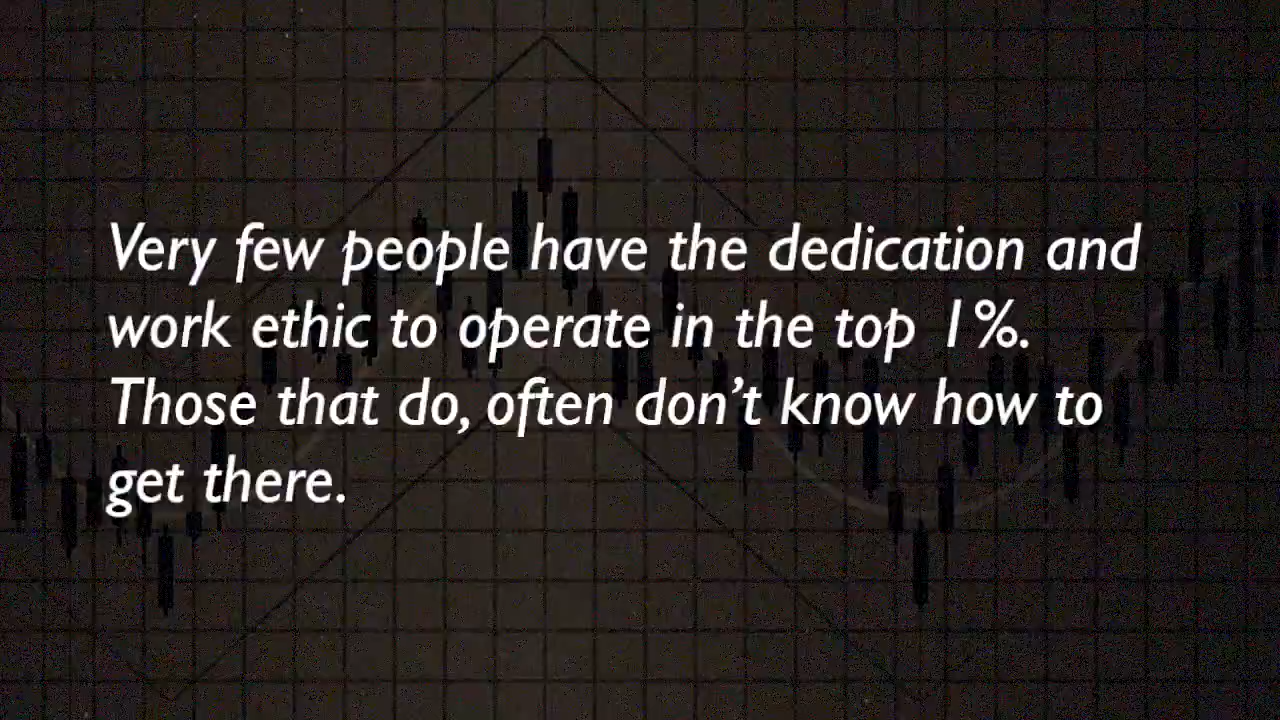 Very few people have the dedication and
work ethic to operate in the top 1%.
Those that do, often don’t know how to
get there.